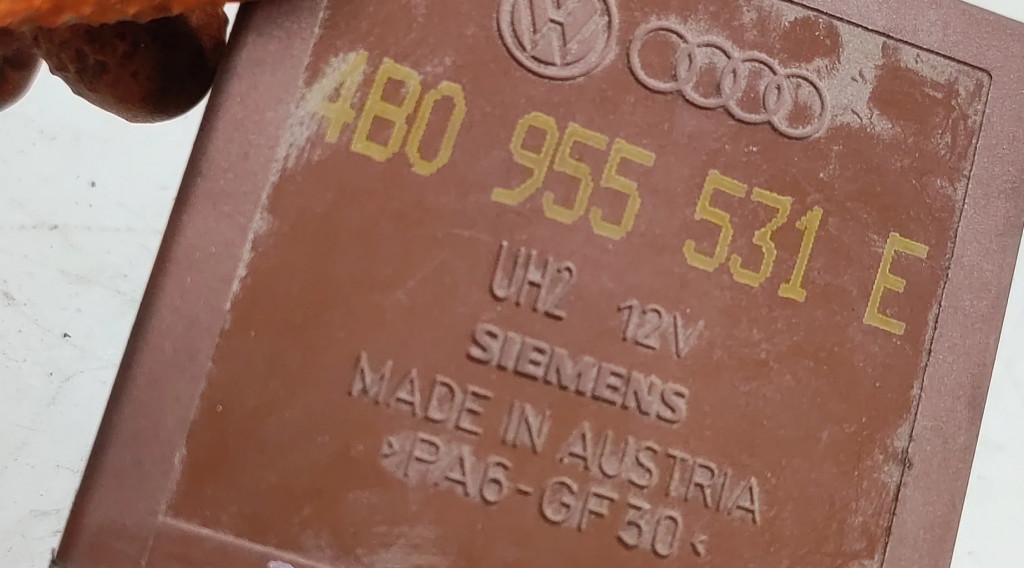 4B0 955 531 E
UH2 12V
SIEMENS
MADE IN AUSTRIA
>PA6-GF30<